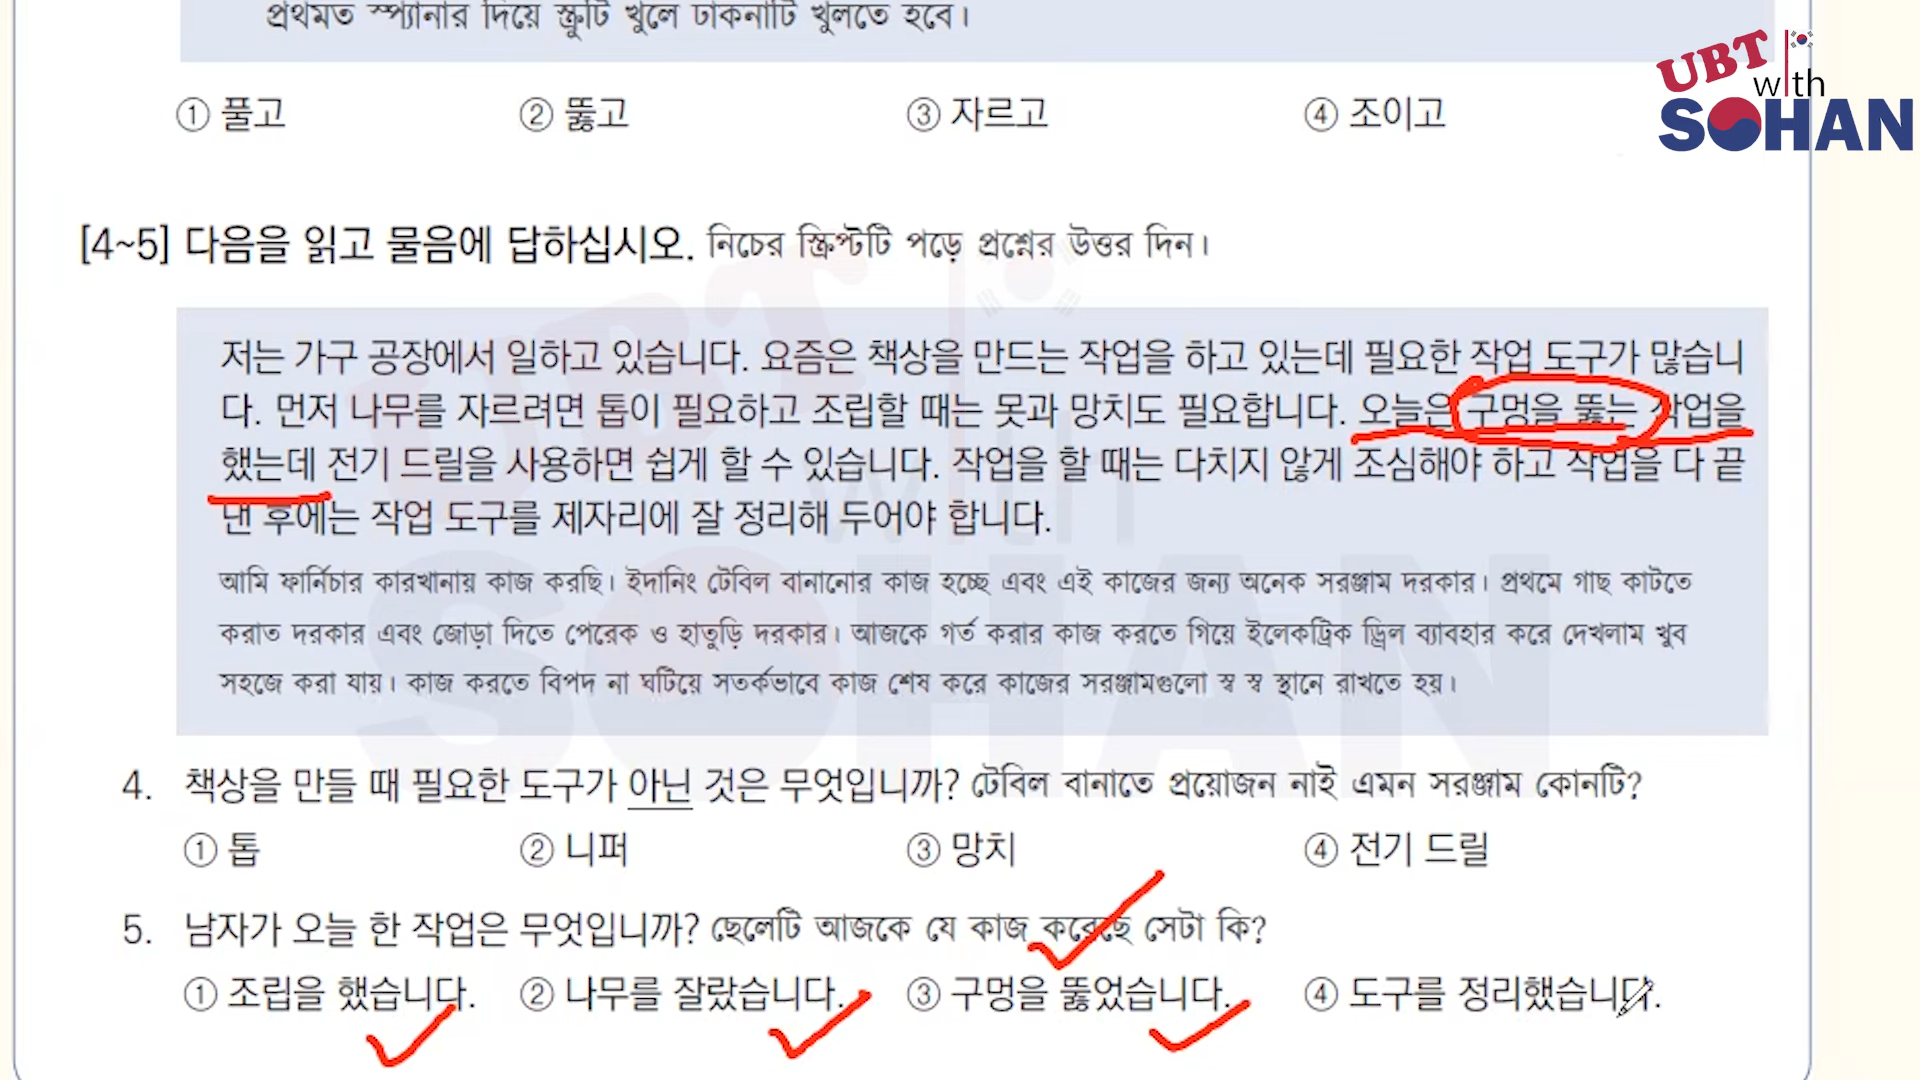 প্রথমত স্প্যানার দিয়ে স্ক্রুটি খুলে ঢাকনাটি খুলতে হবে।
UBT
with
SOHAN
① 풀고 ② 뚫고 ③ 자르고 ④ 조이고
[4~5] 다음을 읽고 물음에 답하십시오. নিচের স্ক্রিপ্টটি পড়ে প্রশ্নের উত্তর দিন।
저는 가구 공장에서 일하고 있습니다. 요즘은 책상을 만드는 작업을 하고 있는데 필요한 작업 도구가 많습니
다. 먼저 나무를 자르려면 톱이 필요하고 조립할 때는 못과 망치도 필요합니다. 오늘은 구멍을 뚫는 작업을
했는데 전기 드릴을 사용하면 쉽게 할 수 있습니다. 작업을 할 때는 다치지 않게 조심해야 하고 작업을 다 끝
낸 후에는 작업 도구를 제자리에 잘 정리해 두어야 합니다.
আমি ফার্নিচার কারখানায় কাজ করছি। ইদানিং টেবিল বানানোর কাজ হচ্ছে এবং এই কাজের জন্য অনেক সরঞ্জাম দরকার। প্রথমে গাছ কাটতে
করাত দরকার এবং জোড়া দিতে পেরেক ও হাতুড়ি দরকার। আজকে গর্ত করার কাজ করতে গিয়ে ইলেকট্রিক ড্রিল ব্যাবহার করে দেখলাম খুব
সহজে করা যায়। কাজ করতে বিপদ না ঘটিয়ে সতর্কভাবে কাজ শেষ করে কাজের সরঞ্জামগুলো স্ব স্ব স্থানে রাখতে হয়।
4. 책상을 만들 때 필요한 도구가 아닌 것은 무엇입니까? টেবিল বানাতে প্রয়োজন নাই এমন সরঞ্জাম কোনটি?
① 톱 ② 니퍼 ③ 망치 ④ 전기 드릴
5. 남자가 오늘 한 작업은 무엇입니까? ছেলেটি আজকে যে কাজ করেছে সেটা কি?
① 조립을 했습니다. ② 나무를 잘랐습니다. ③ 구멍을 뚫었습니다. ④ 도구를 정리했습니다.